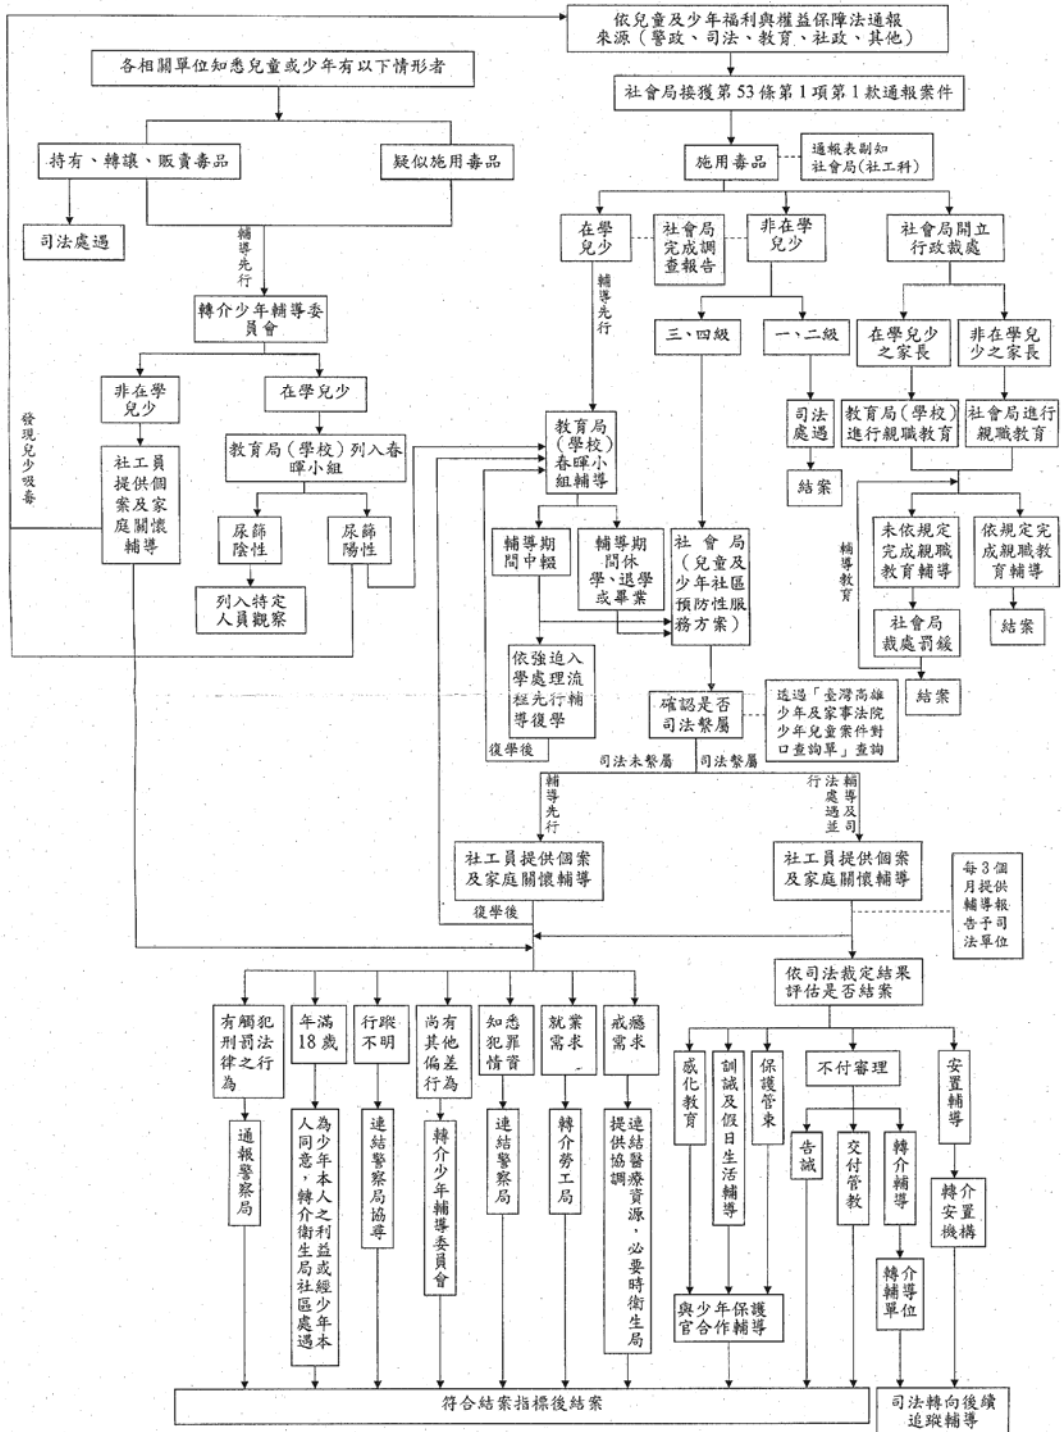 依兒童及少年福利與權益保障法通報
來源（警政、司法、教育、社政、其他）
各相關單位知悉兒童或少年有以下情形者
社會局接獲第53條第1項第1款通報案件
持有、轉讓、販賣毒品
疑似施用毒品
施用毒品
通報表副知
社會局(社工科)
司法處遇
輔導先行
在學
兒少
社會局
完成調
查報告
非在學
兒少
社會局開立
行政裁處
轉介少年輔導委
員會
輔導先行
三、四級
一、二級
在學兒少
之家長
非在學兒
少之家長
非在學
兒少
在學兒少
發現兒少吸毒
司法
處遇
教育局(學校)
進行親職教育
社會局進行
親職教育
社工員
提供個
案及家
庭關懷
輔導
教育局(學校)列入春
暉小組
教育局
(學校)
春暉小
組輔導
結案
尿篩
陰性
尿篩
陽性
輔導期
間中輟
輔導期
間休
學、退學
或畢業
社會局
(兒童及
少年社區
預防性服
務方案)
輔導教育
未依規定
完成親職
教育輔導
依規定完
成親職教
育輔導
列入特定
人員觀察
社會局
裁處罰鍰
結案
依強迫入
學處理流
程先行輔
導復學
復學後
確認是否
司法繫屬
透過「臺灣高雄
少年及家事法院
少年兒童案件對
口查詢單」查詢
結案
司法未繫屬
司法繫屬
輔導先行
輔導及司
法處遇並
行
社工員提供個案
及家庭關懷輔導
社工員提供個案
及家庭關懷輔導
每3個
月提供
輔導報
告予司
法單位
復學後
依司法裁定結果
評估是否結案
有觸犯
刑罰法
律之行
為
年滿
18歲
行蹤
不明
尚有
其他
偏差
行為
知悉
犯罪
情資
就業
需求
戒癮
需求
感化教育
訓誡及假日生活輔導
保護管束
不付審理
安置輔導
通報警察局
為少年本人之利益或經少年本
人同意，轉介衛生局社區處遇
連結警察局協尋
轉介少年輔導委員會
連結警察局
轉介勞工局
連結醫療資源，必要時衛生局
提供協調
告誡
交付管教
轉介輔導
轉介
安置
機構
轉介
輔導
單位
與少年保護
官合作輔導
符合結案指標後結案
司法轉向後續
追蹤輔導